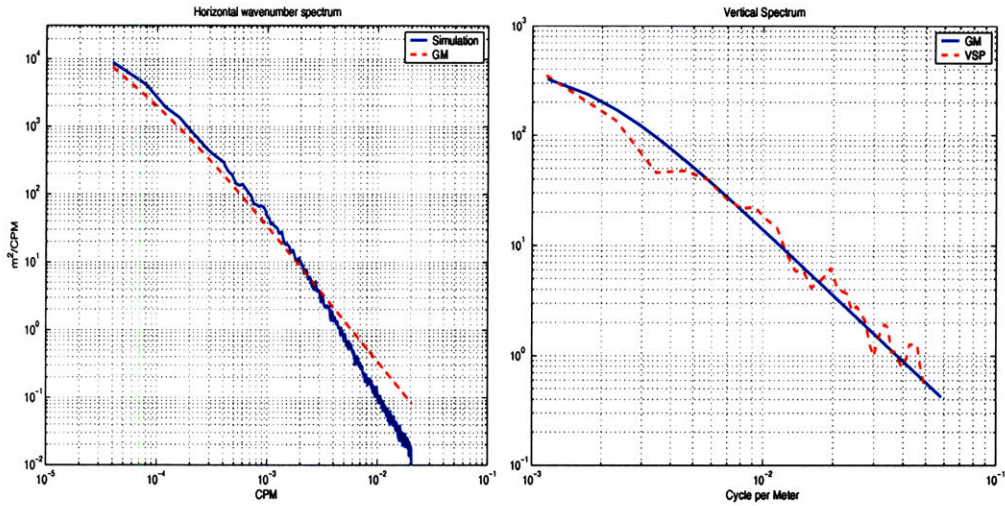 Horizontal wavenumber spectrum
Simulation
GM
10^4
10^3
10^2
10^1
10^0
10^-1
10^-2
m^2/CPM
10^-5
10^-4
10^-3
10^-2
10^-1
CPM
Vertical Spectrum
GM
VSP
10^3
10^2
10^1
10^0
10^-1
10^-3
10^-2
10^-1
Cycle per Meter